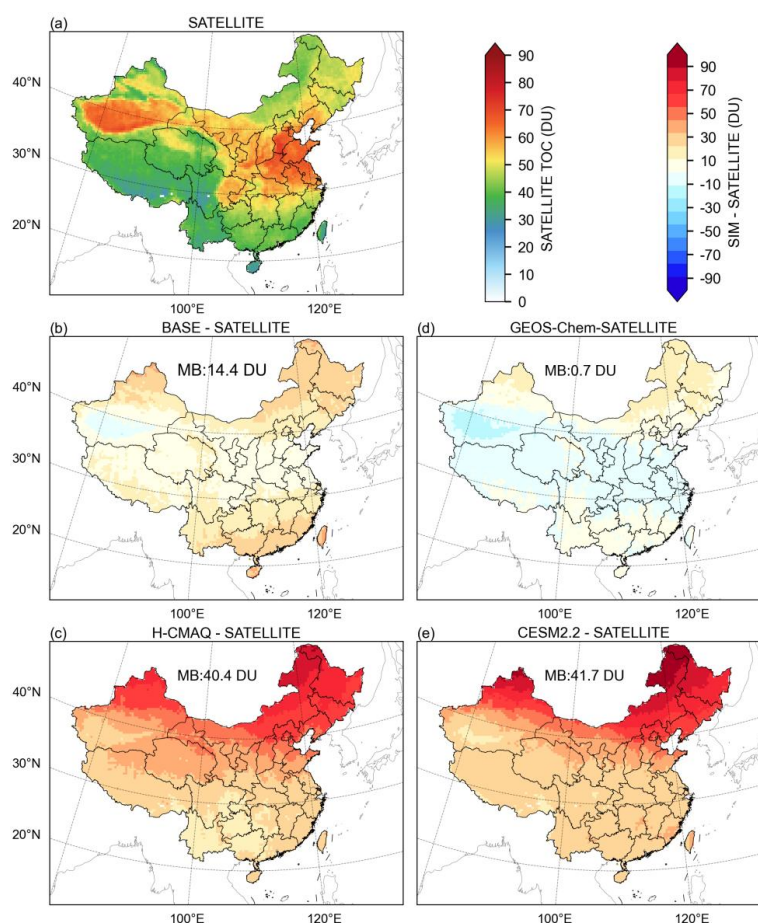 (a) SATELLITE
40°N
30°N
20°N
100°E 120°E
90
80
70
60
50
40
30
20
10
0
SATELLITE TOC (DU)
90
70
50
30
10
-10
-30
-50
-70
-90
SIM - SATELLITE (DU)
(b) BASE - SATELLITE
MB:14.4 DU
40°N
30°N
20°N
100°E 120°E
(d) GEOS-Chem-SATELLITE
MB:0.7 DU
100°E 120°E
(c) H-CMAQ - SATELLITE
MB:40.4 DU
40°N
30°N
20°N
100°E 120°E
(e) CESM2.2 - SATELLITE
MB:41.7 DU
100°E 120°E